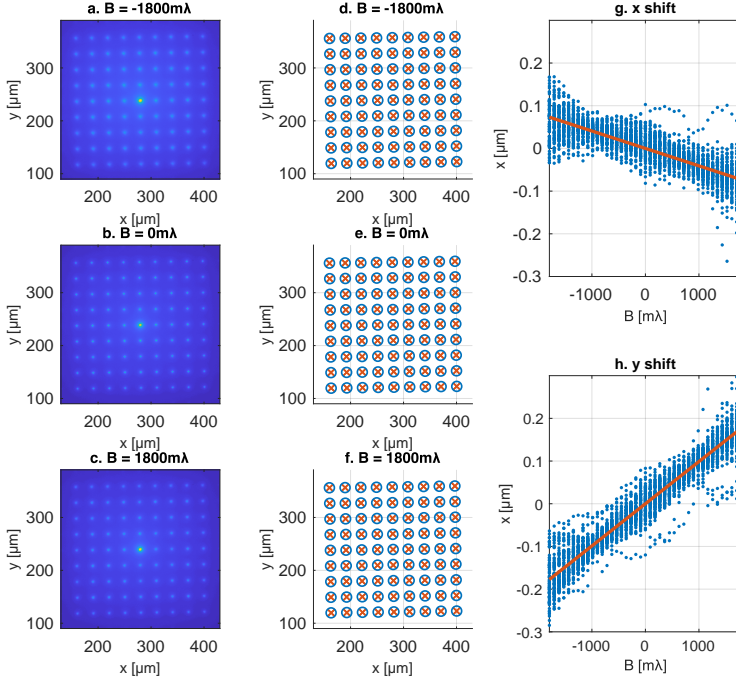 a. B = -1800mλ
300
200
100
y [µm]
200
300
400
x [µm]
b. B = 0mλ
300
200
100
y [µm]
200
300
400
x [µm]
c. B = 1800mλ
300
200
100
y [µm]
200
300
400
x [µm]
d. B = -1800mλ
300
200
100
y [µm]
200
300
400
x [µm]
e. B = 0mλ
300
200
100
y [µm]
200
300
400
x [µm]
f. B = 1800mλ
300
200
100
y [µm]
200
300
400
x [µm]
g. x shift
0.2
0.1
0
-0.1
-0.2
-0.3
x [µm]
-1000
0
1000
B [mλ]
h. y shift
0.2
0.1
0
-0.1
-0.2
-0.3
x [µm]
-1000
0
1000
B [mλ]